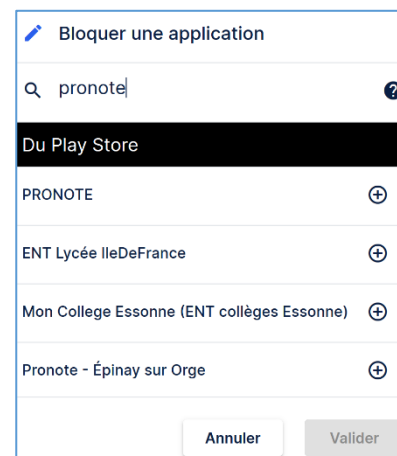 Bloquer une application
pronote
?
Du Play Store
PRONOTE
ENT Lycée IleDeFrance
Mon College Essonne (ENT collèges Essonne)
Pronote - Épinay sur Orge
Annuler Valider